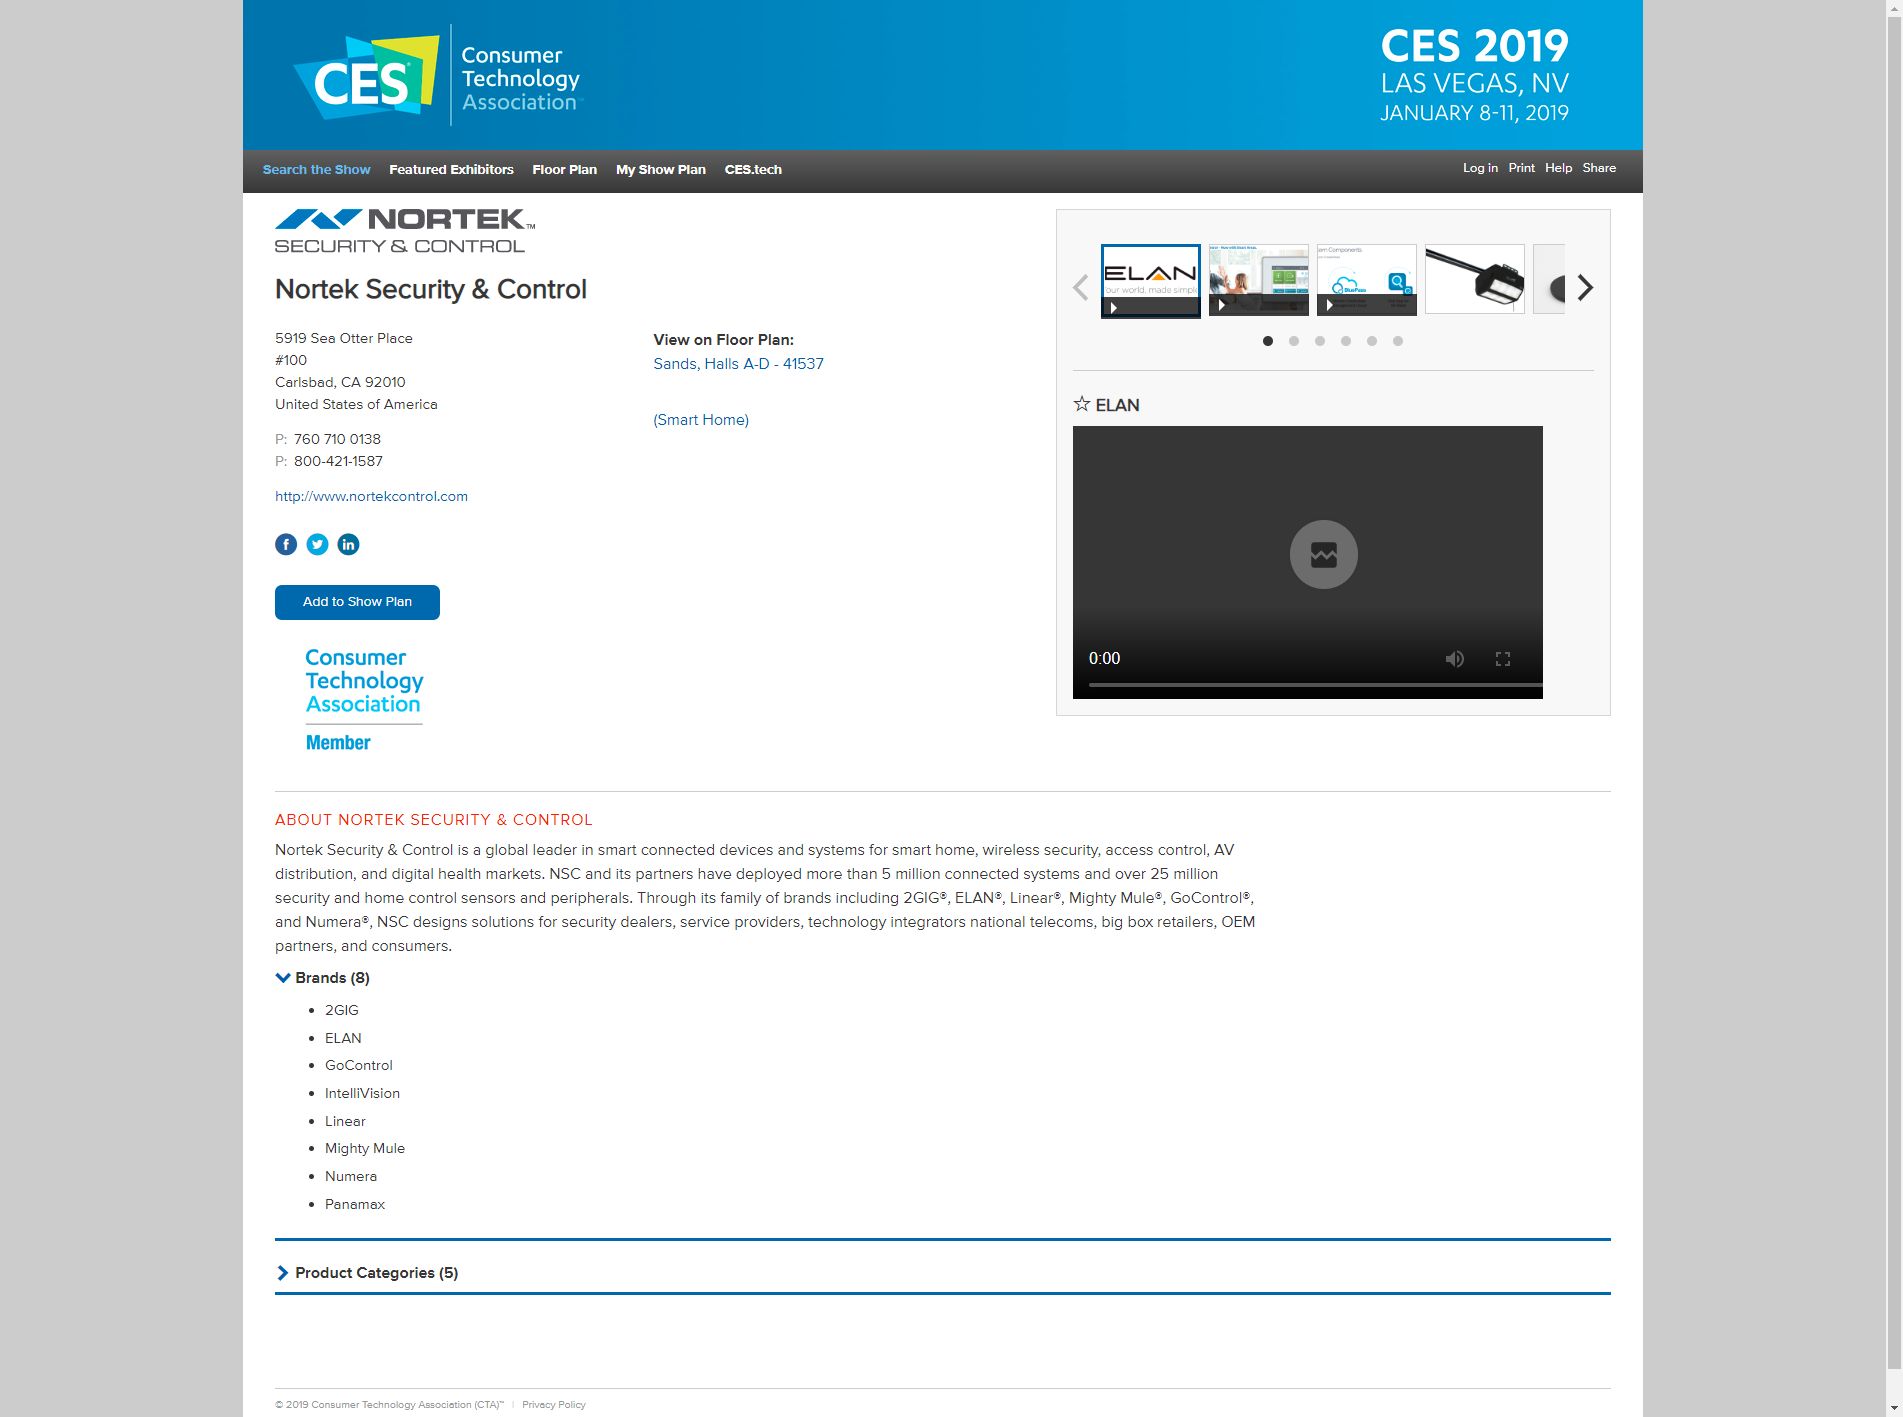 CES
Consumer
Technology
Association
CES 2019
LAS VEGAS, NV
JANUARY 8-11, 2019
Search the Show Featured Exhibitors Floor Plan My Show Plan CES.tech
Log in Print Help Share
NORTEK™
SECURITY & CONTROL
Nortek Security & Control
5919 Sea Otter Place
#100
Carlsbad, CA 92010
United States of America
P: 760 710 0138
P: 800-421-1587
http://www.nortekcontrol.com
Add to Show Plan
Consumer
Technology
Association
Member
View on Floor Plan:
Sands, Halls A-D - 41537
(Smart Home)
ELAN
our world, made simple
BluePass
☆ ELAN
0:00
ABOUT NORTEK SECURITY & CONTROL
Nortek Security & Control is a global leader in smart connected devices and systems for smart home, wireless security, access control, AV
distribution, and digital health markets. NSC and its partners have deployed more than 5 million connected systems and over 25 million
security and home control sensors and peripherals. Through its family of brands including 2GIG®, ELAN®, Linear®, Mighty Mule®, GoControl®,
and Numera®, NSC designs solutions for security dealers, service providers, technology integrators national telecoms, big box retailers, OEM
partners, and consumers.
Brands (8)
• 2GIG
• ELAN
• GoControl
• IntelliVision
• Linear
• Mighty Mule
• Numera
• Panamax
Product Categories (5)
© 2019 Consumer Technology Association (CTA)™ | Privacy Policy